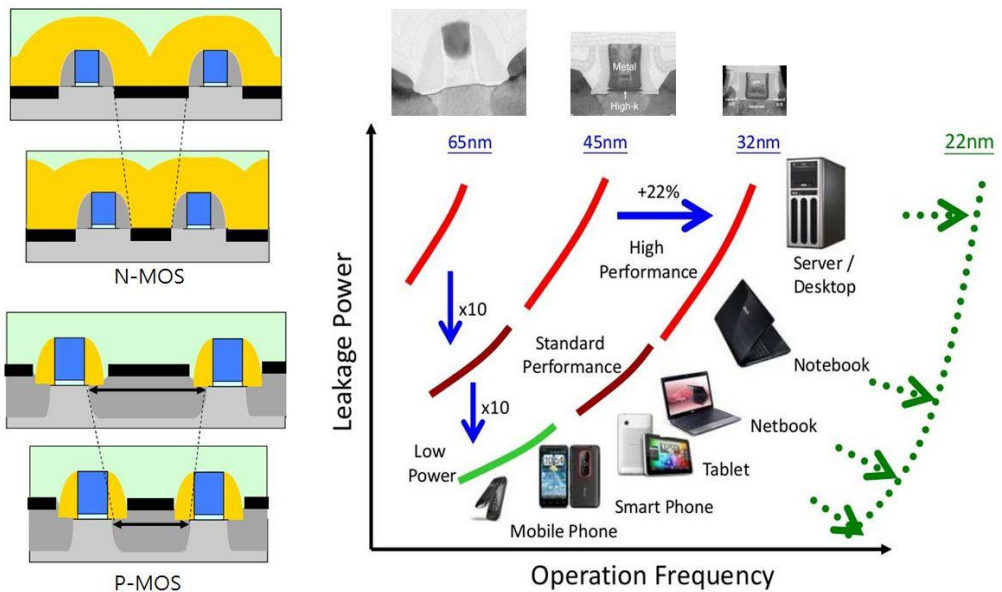 N-MOS
P-MOS
Metal
High-k
65nm
45nm
32nm
22nm
+22%
High
Performance
Server /
Desktop
x10
Standard
Performance
Notebook
x10
Netbook
Low
Power
Tablet
Smart Phone
Mobile Phone
Leakage Power
Operation Frequency